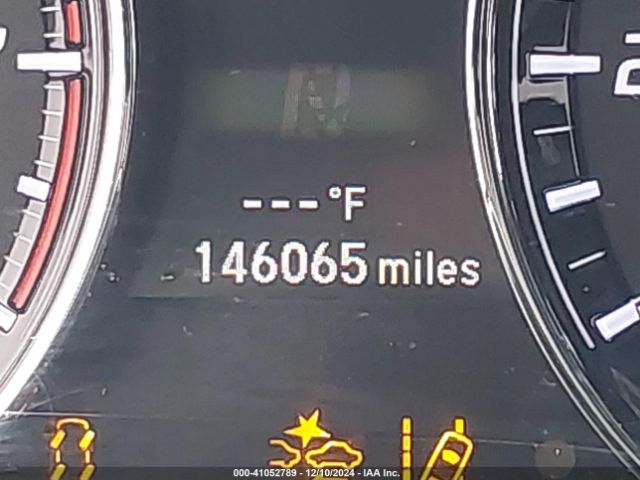 --- °F
146065 miles
000-41052789 - 12/10/2024 - IAA Inc.